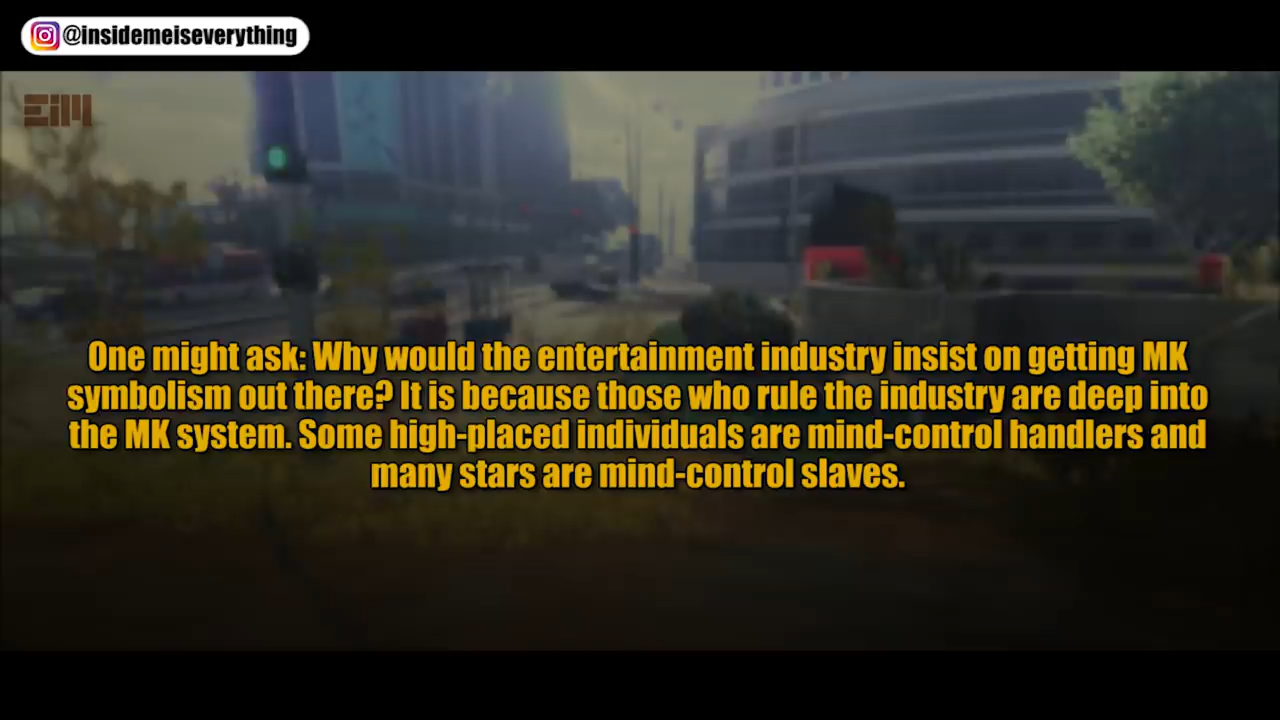 @insidemeiseverything
EiM
One might ask: Why would the entertainment industry insist on getting MK
symbolism out there? It is because those who rule the industry are deep into
the MK system. Some high-placed individuals are mind-control handlers and
many stars are mind-control slaves.